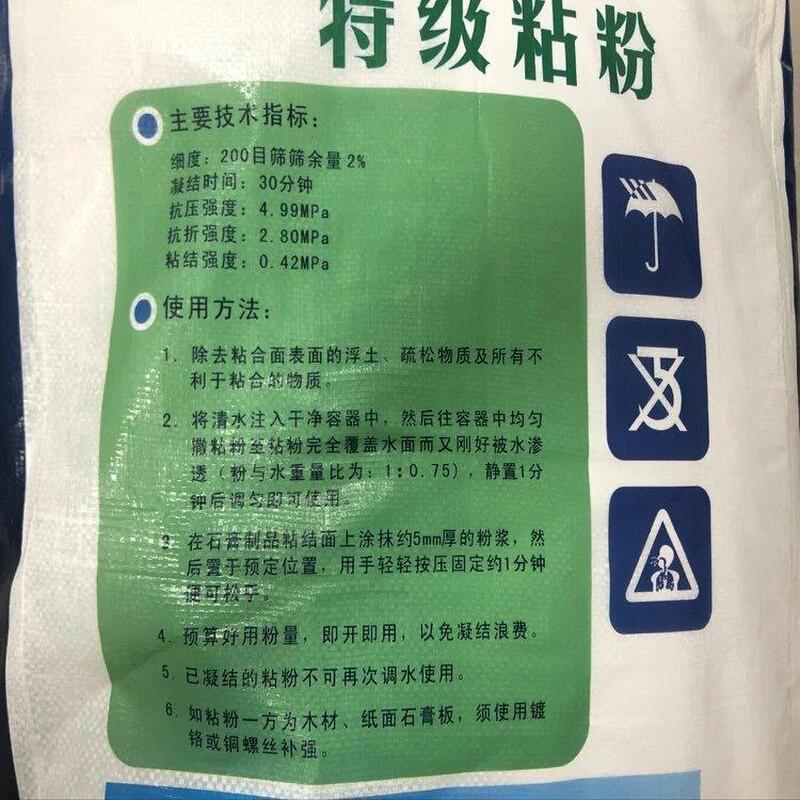 特级粘粉
主要技术指标：
细度：200目筛筛余量2%
凝结时间：30分钟
抗压强度：4.99MPa
抗折强度：2.80MPa
粘结强度：0.42MPa
使用方法：
1. 除去粘合面表面的浮土、疏松物质及所有不
利于粘合的物质。
2. 将清水注入干净容器中，然后往容器中均匀
撒粘粉至粘粉完全覆盖水面而又刚好被水渗
透（粉与水重量比为：1:0.75），静置1分
钟后调匀即可使用。
3 在石膏制品粘结面上涂抹约5mm厚的粉浆，然
后置于预定位置，用手轻轻按压固定约1分钟
便可松手。
4. 预算好用粉量，即开即用，以免凝结浪费。
5. 已凝结的粘粉不可再次调水使用。
6. 如粘粉一方为木材、纸面石膏板，须使用镀
铬或铜螺丝补强。